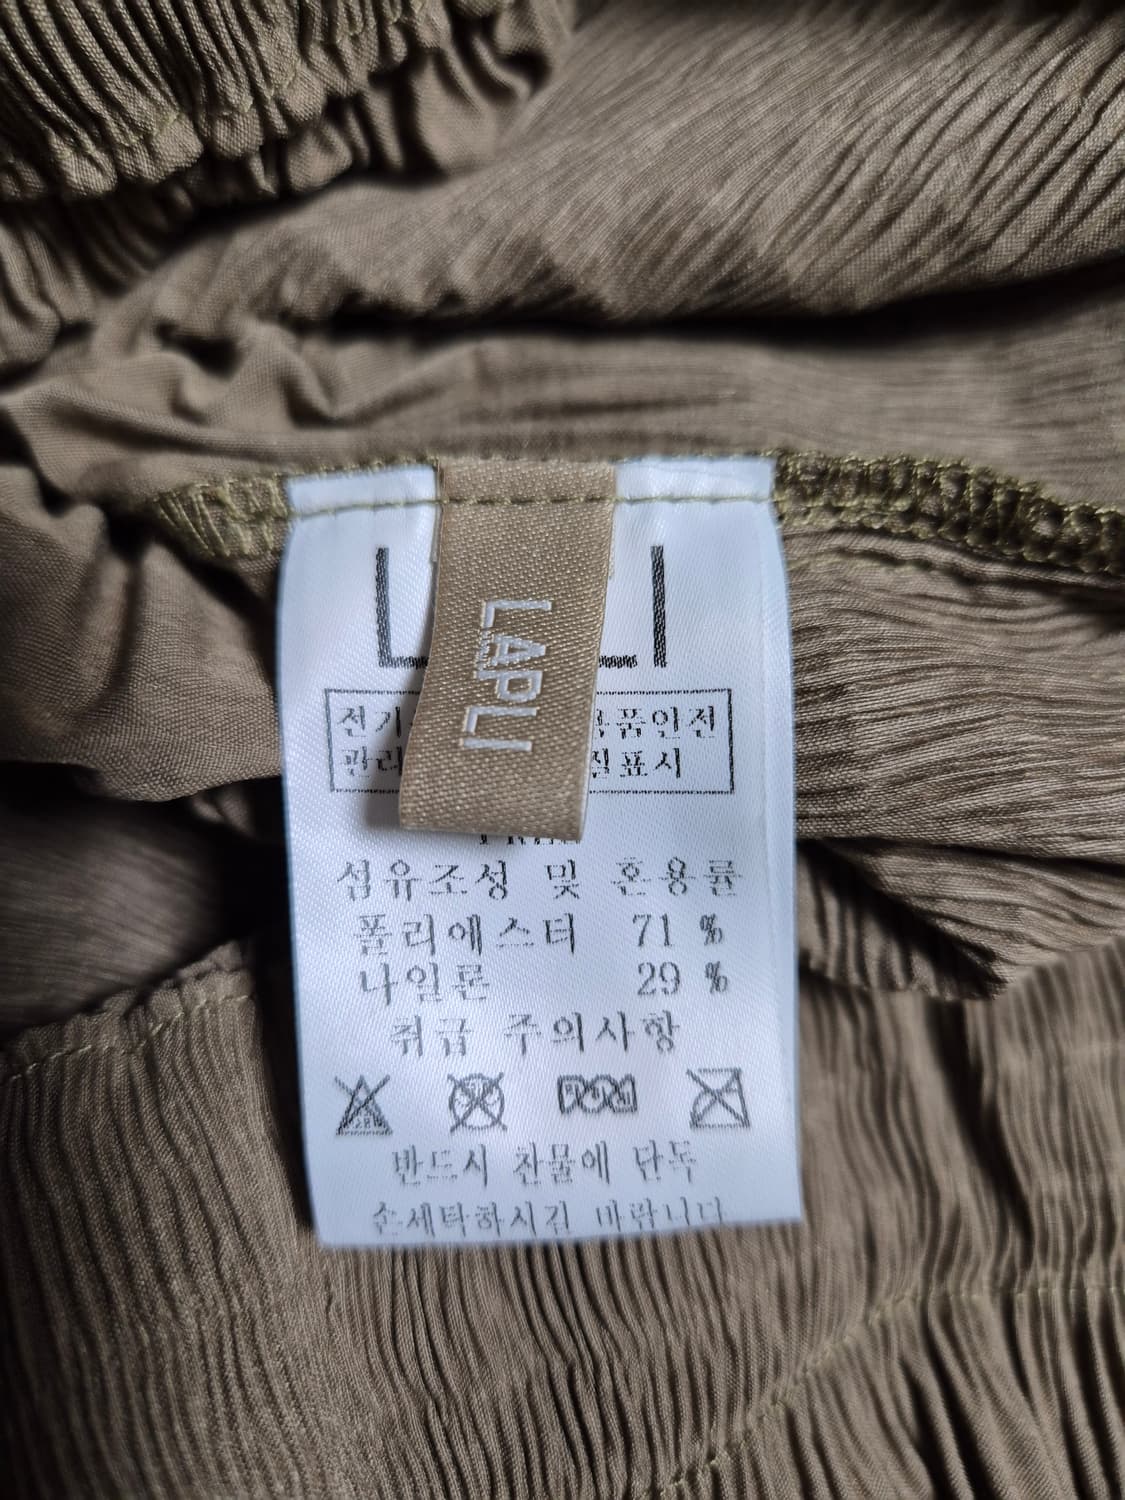 LAPLI
L LI
전기 품안전
관리 질표시
섬유조성 및 혼용률
폴리에스터 71 %
나일론 29 %
취급 주의사항
반드시 찬물에 단독
손세탁하시길 바랍니다